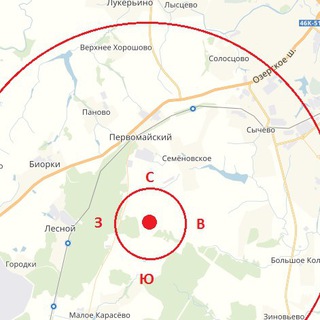 Лукерьино
Лысцево
46К-51
Верхнее Хорошово
Солосцово
Озерское ш.
Паново
Первомайский
Сычево
Семёновское
Биорки
С
З
В
Лесной
Городки
Ю
Большое Кол
Малое Карасёво
Зиновьево